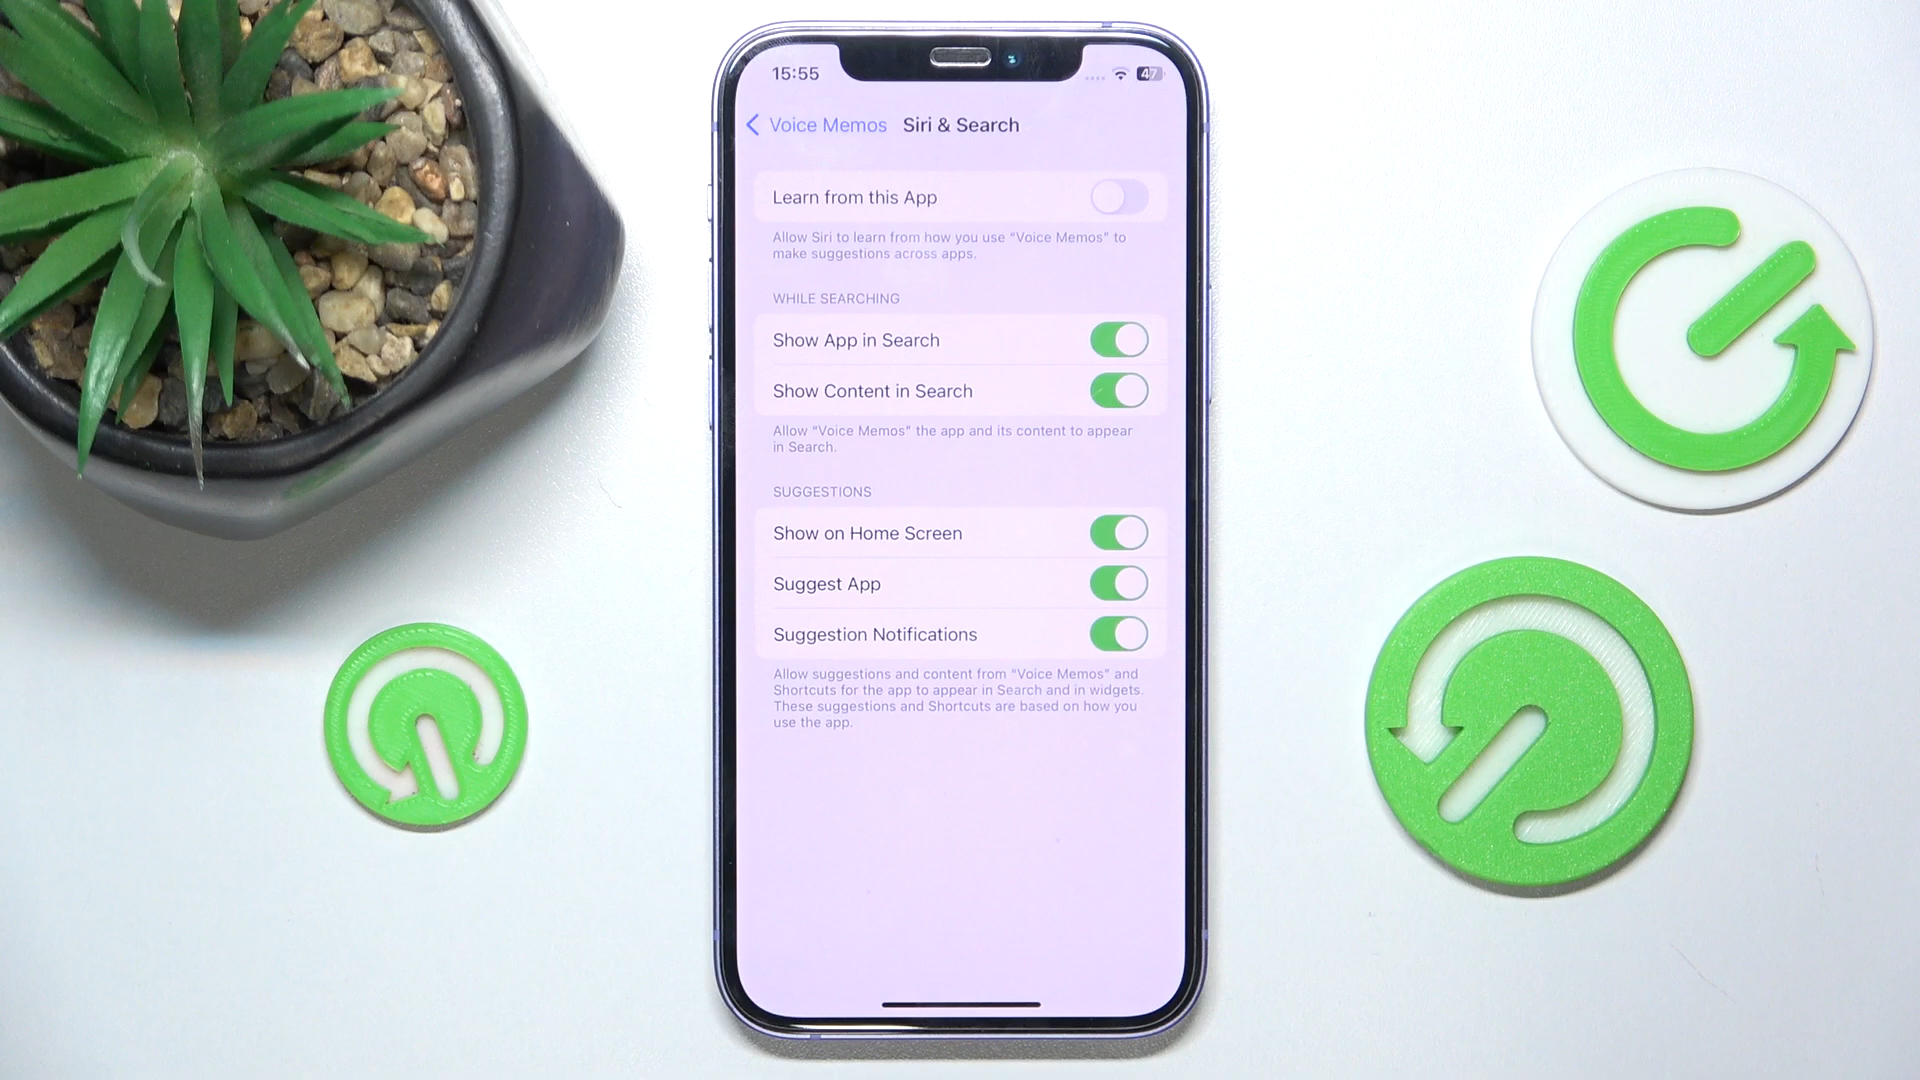 15:55
47
Voice Memos Siri & Search
Learn from this App
Allow Siri to learn from how you use “Voice Memos” to
make suggestions across apps.
WHILE SEARCHING
Show App in Search
Show Content in Search
Allow “Voice Memos” the app and its content to appear
in Search.
SUGGESTIONS
Show on Home Screen
Suggest App
Suggestion Notifications
Allow suggestions and content from “Voice Memos” and
Shortcuts for the app to appear in Search and in widgets.
These suggestions and Shortcuts are based on how you
use the app.